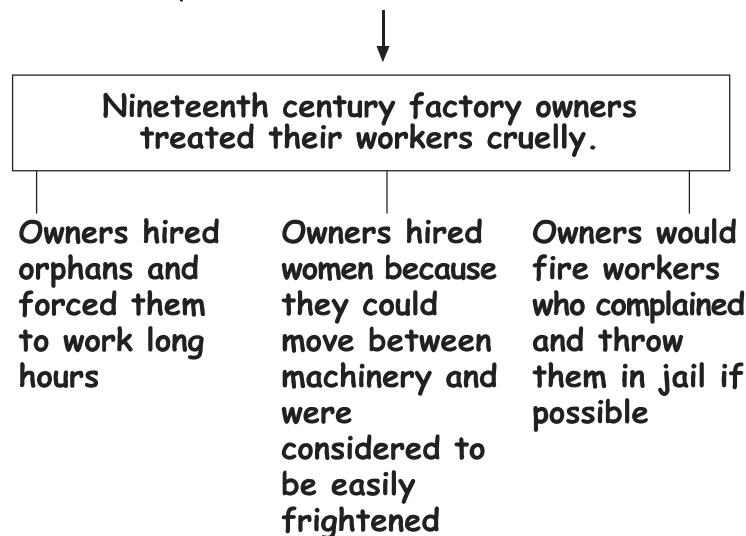 Nineteenth century factory owners
treated their workers cruelly.
Owners hired
orphans and
forced them
to work long
hours
Owners hired
women because
they could
move between
machinery and
were
considered to
be easily
frightened
Owners would
fire workers
who complained
and throw
them in jail if
possible